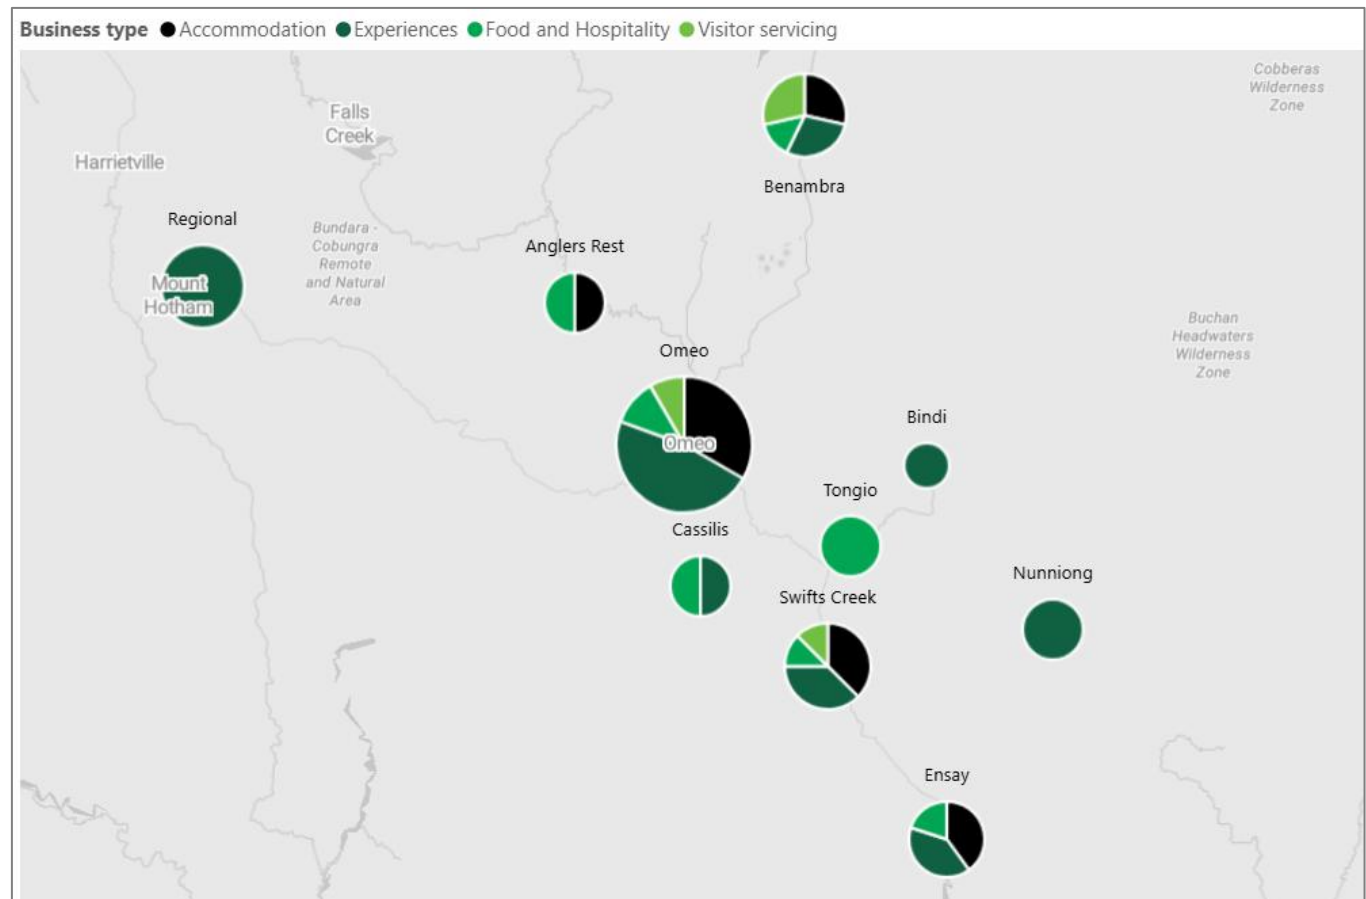 Business type Accommodation Experiences Food and Hospitality Visitor servicing
Cobberas
Wilderness
Zone
Falls
Creek
Harrietville
Benambra
Regional
Bundara -
Cobungra
Remote
and Natural
Area
Anglers Rest
Mount
Hotham
Buchan
Headwaters
Wilderness
Zone
Omeo
Omeo
Bindi
Tongio
Cassilis
Nunniong
Swifts Creek
Ensay